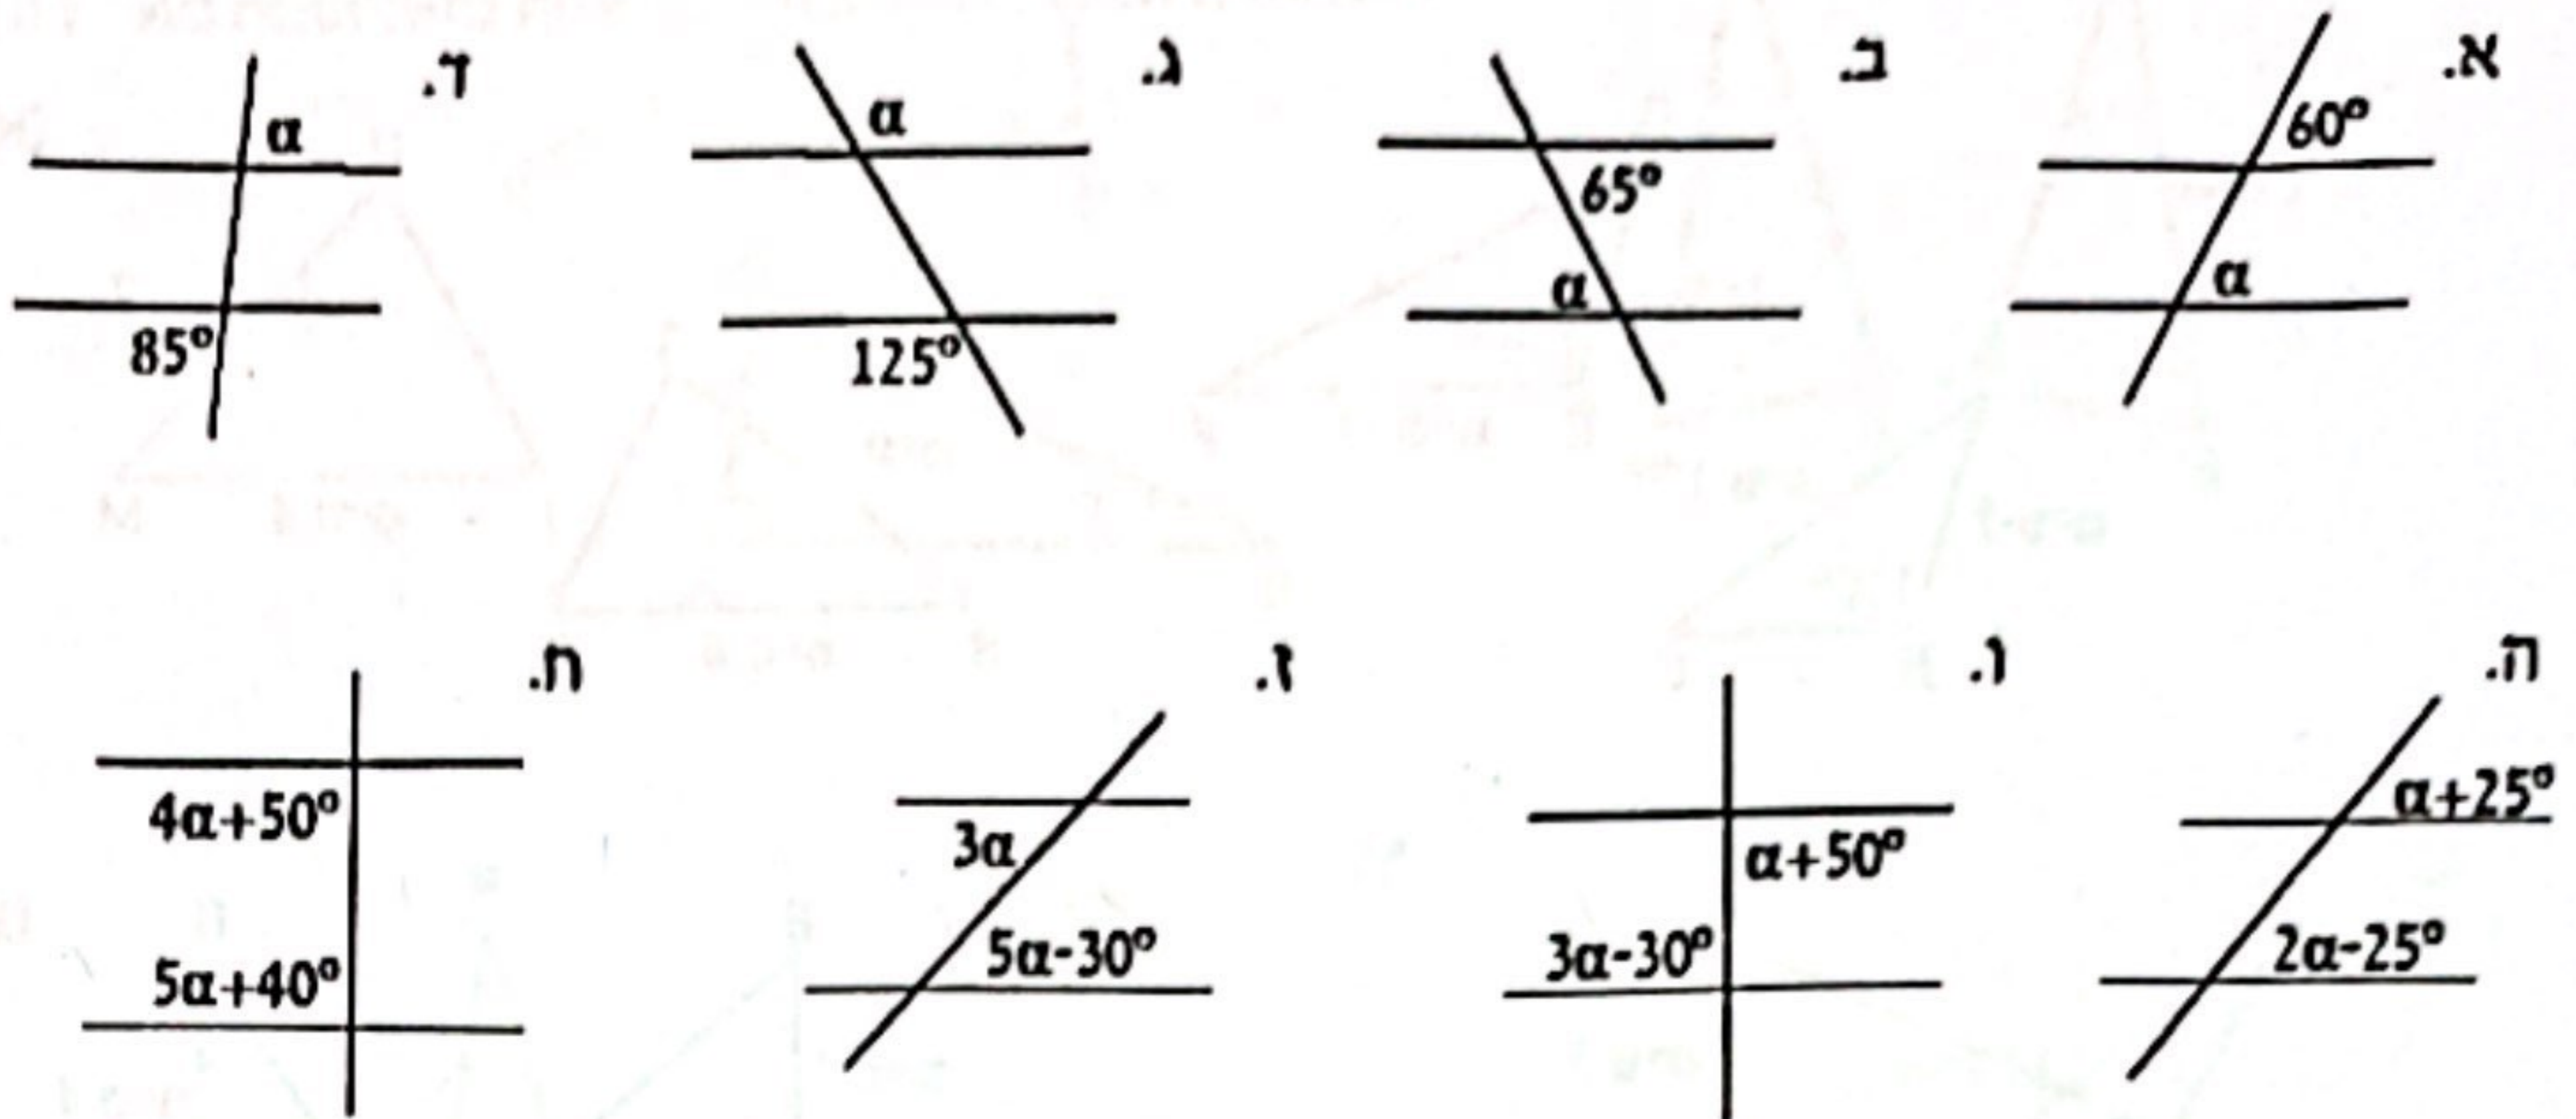 א.
60°
α
ב.
65°
α
ג.
α
125°
ד.
α
85°
ה.
α+25°
2α-25°
ו.
α+50°
3α-30°
ז.
3α
5α-30°
ח.
4α+50°
5α+40°